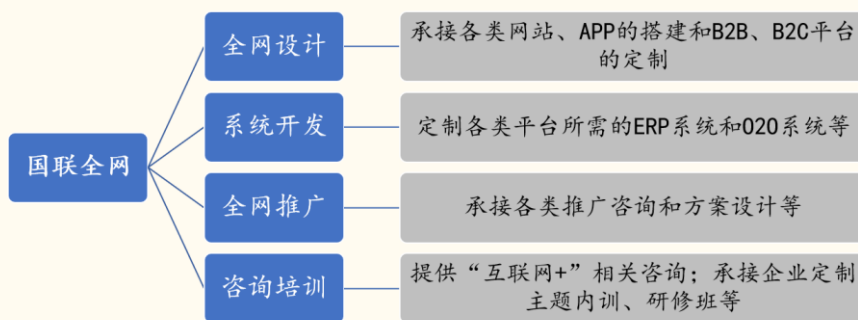 国联全网
全网设计
承接各类网站、APP的搭建和B2B、B2C平台
的定制
系统开发
定制各类平台所需的ERP系统和O2O系统等
全网推广
承接各类推广咨询和方案设计等
咨询培训
提供“互联网+”相关咨询；承接企业定制
主题内训、研修班等